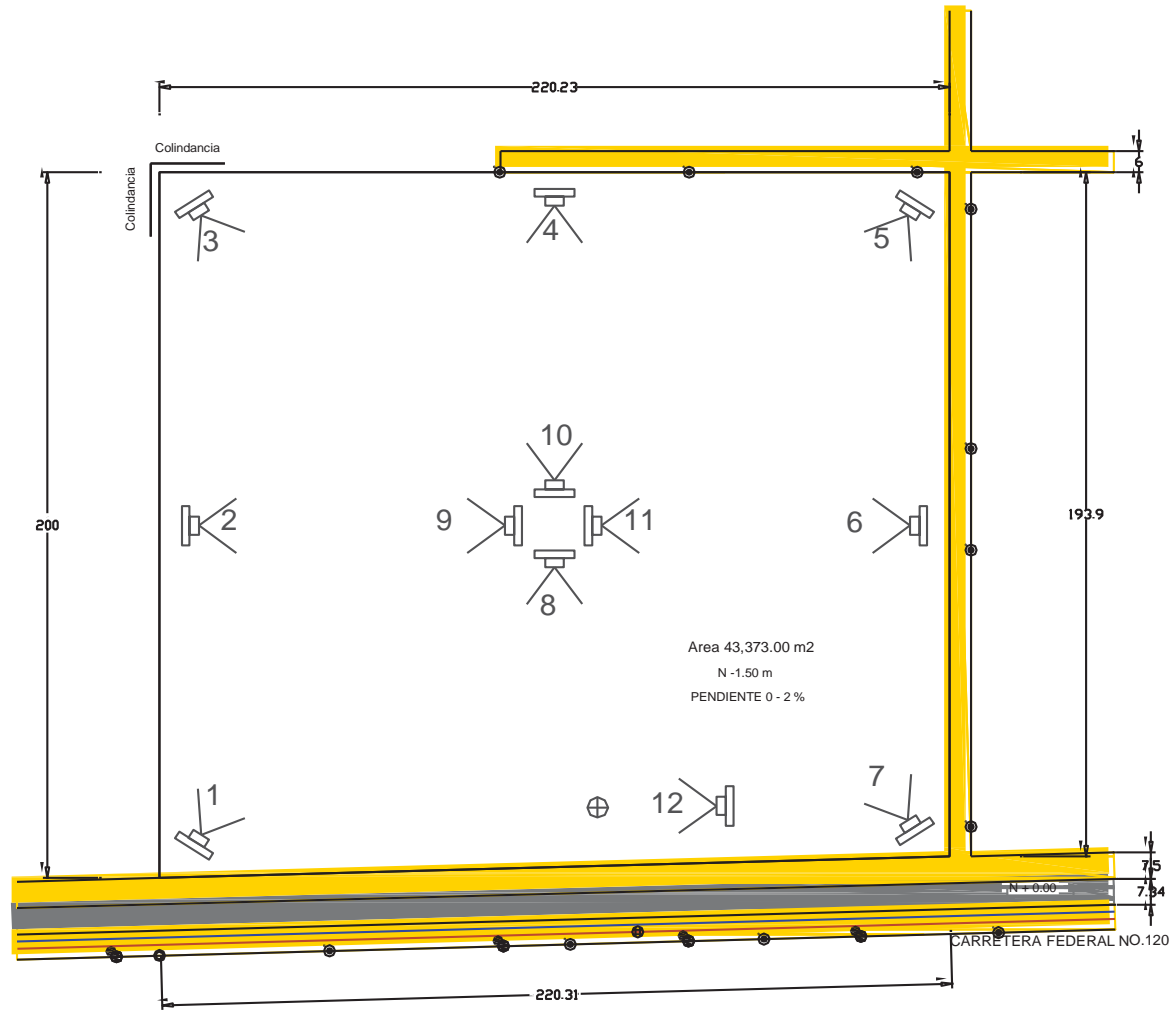 220.23
Colindancia
Colindancia
6
200
193.9
3
4
5
10
2
9
11
6
8
Area 43,373.00 m2
N -1.50 m
PENDIENTE 0 - 2 %
1
12
7
7.5
N + 0.00
7.34
CARRETERA FEDERAL NO.120
220.31